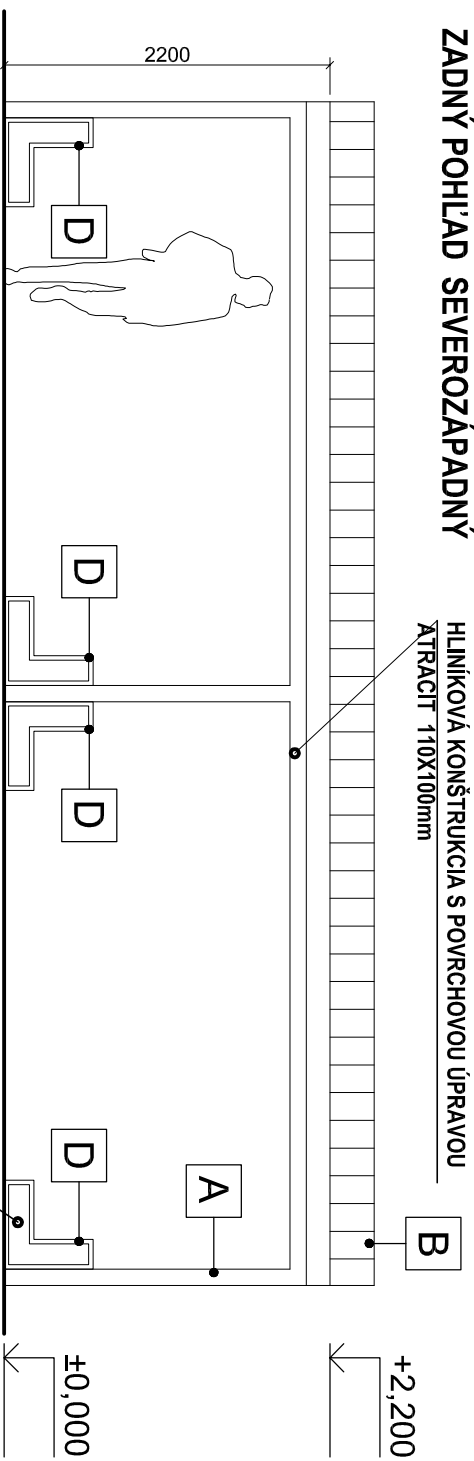 ZADNÝ POHĽAD SEVEROZÁPADNÝ
HLINÍKOVÁ KONŠTRUKCIA S POVRCHOVOU ÚPRAVOU
ATRACIT 110X100mm
B
+2,200
2200
A
D
D
D
D
±0,000